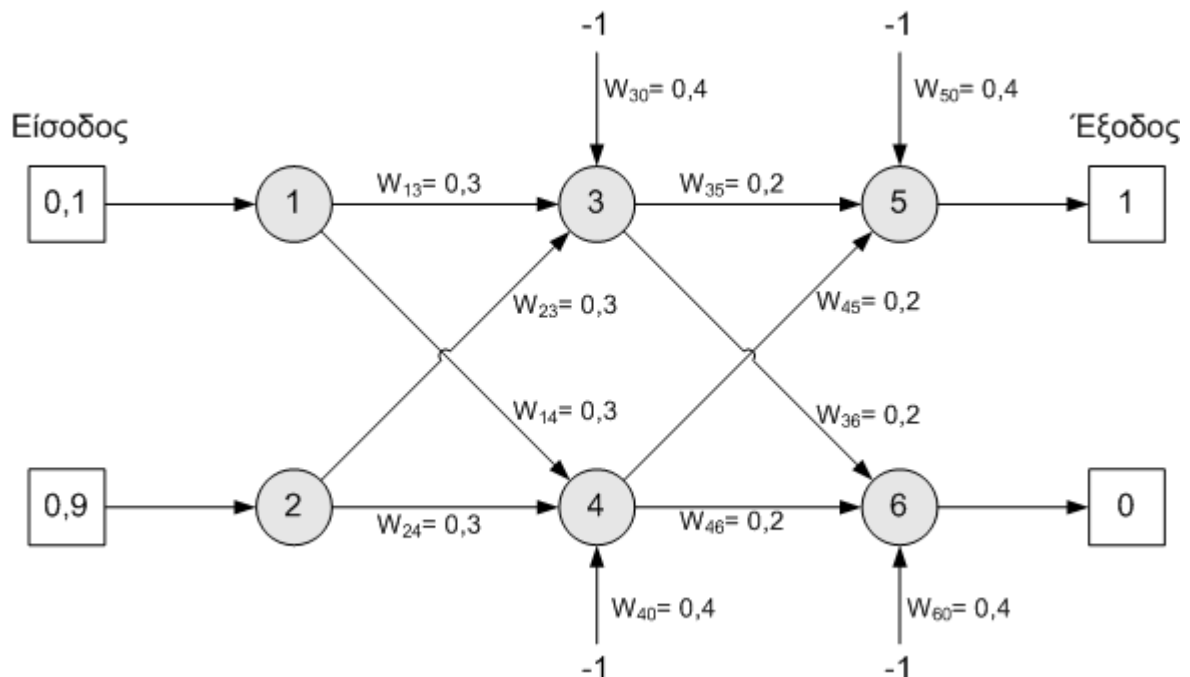 -1
-1
W30= 0,4
W50= 0,4
Είσοδος
Έξοδος
0,1
1
W13= 0,3
3
W35= 0,2
5
1
W23= 0,3
W45= 0,2
W14= 0,3
W36= 0,2
0,9
2
W24= 0,3
4
W46= 0,2
6
0
W40= 0,4
W60= 0,4
-1
-1